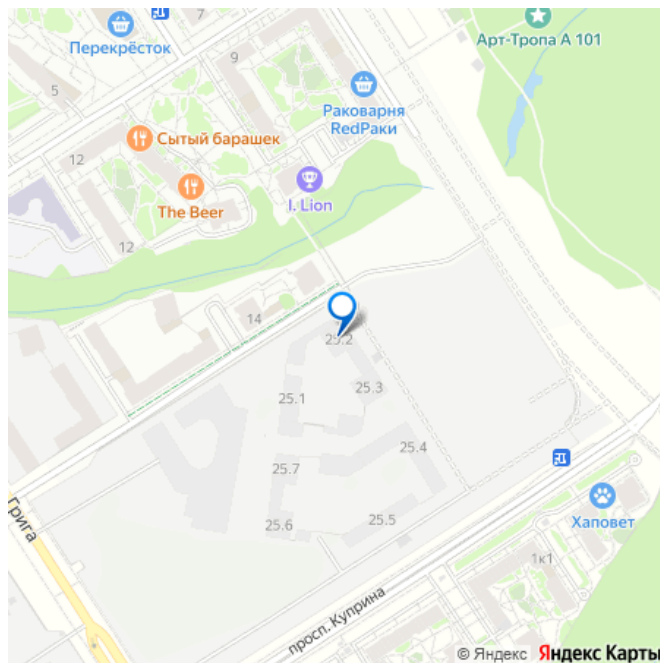 Перекрёсток
Арт-Тропа А 101
9
5
Раковарня
RedРаки
Сытый барашек
12
The Beer
I. Lion
12
14
25.2
25.3
25.1
25.4
25.7
25.6
25.5
Грига
Хаповет
1к1
просп. Куприна
© Яндекс Яндекс Карты